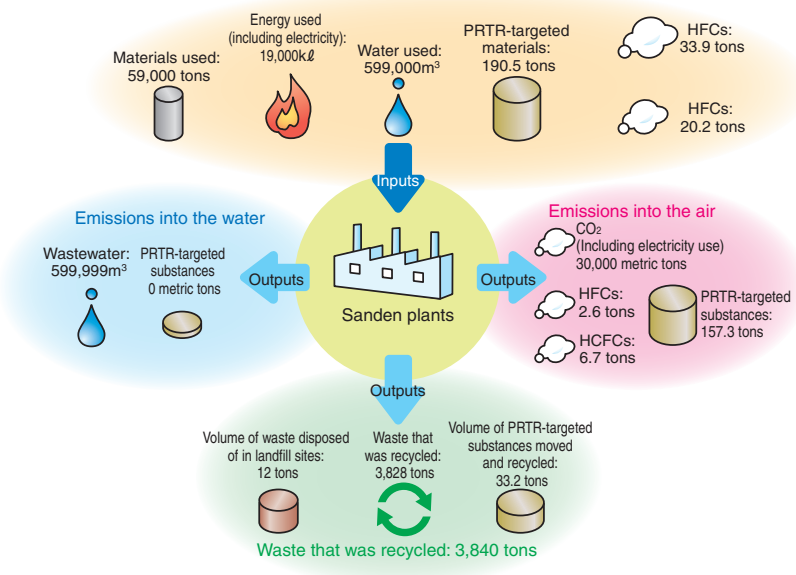 Materials used:
59,000 tons
Energy used
(including electricity):
19,000kℓ
Water used:
599,000m³
PRTR-targeted
materials:
190.5 tons
HFCs:
33.9 tons
HFCs:
20.2 tons
Inputs
Emissions into the water
Wastewater:
599,999m³
PRTR-targeted
substances
0 metric tons
Outputs
Sanden plants
Outputs
Emissions into the air
CO₂
(Including electricity use)
30,000 metric tons
HFCs:
2.6 tons
HCFCs:
6.7 tons
PRTR-targeted
substances:
157.3 tons
Outputs
Volume of waste disposed
of in landfill sites:
12 tons
Waste that
was recycled:
3,828 tons
Volume of PRTR-targeted
substances moved
and recycled:
33.2 tons
Waste that was recycled: 3,840 tons